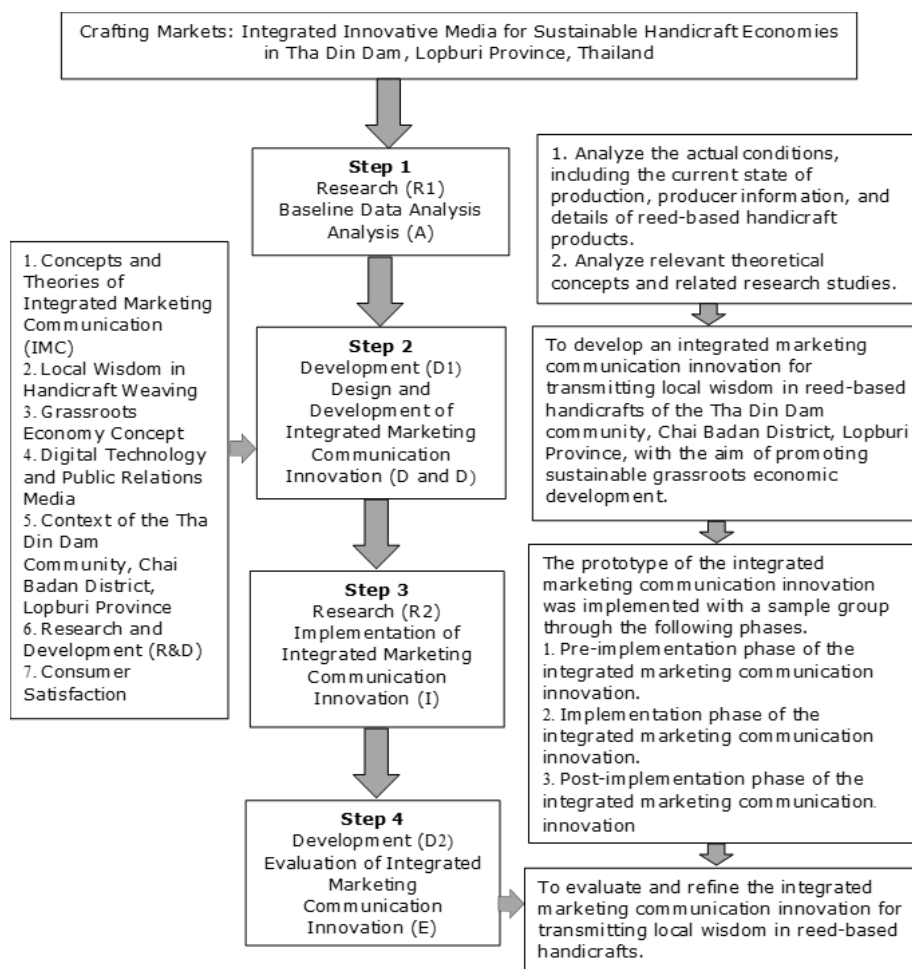 Crafting Markets: Integrated Innovative Media for Sustainable Handicraft Economies
in Tha Din Dam, Lopburi Province, Thailand
Step 1
Research (R1)
Baseline Data Analysis
Analysis (A)
1. Analyze the actual conditions,
including the current state of
production, producer information, and
details of reed-based handicraft
products.
2. Analyze relevant theoretical
concepts and related research studies.
1. Concepts and
Theories of
Integrated Marketing
Communication
(IMC)
2. Local Wisdom in
Handicraft Weaving
3. Grassroots
Economy Concept
4. Digital Technology
and Public Relations
Media
5. Context of the Tha
Din Dam
Community, Chai
Badan District,
Lopburi Province
6. Research and
Development (R&D)
7. Consumer
Satisfaction
Step 2
Development (D1)
Design and
Development of
Integrated Marketing
Communication
Innovation (D and D)
To develop an integrated marketing
communication innovation for
transmitting local wisdom in reed-based
handicrafts of the Tha Din Dam
community, Chai Badan District, Lopburi
Province, with the aim of promoting
sustainable grassroots economic
development.
Step 3
Research (R2)
Implementation of
Integrated Marketing
Communication
Innovation (I)
The prototype of the integrated
marketing communication innovation
was implemented with a sample group
through the following phases.
1. Pre-implementation phase of the
integrated marketing communication
innovation.
2. Implementation phase of the
integrated marketing communication
innovation.
3. Post-implementation phase of the
integrated marketing communication.
innovation
Step 4
Development (D2)
Evaluation of Integrated
Marketing
Communication
Innovation (E)
To evaluate and refine the integrated
marketing communication innovation for
transmitting local wisdom in reed-based
handicrafts.